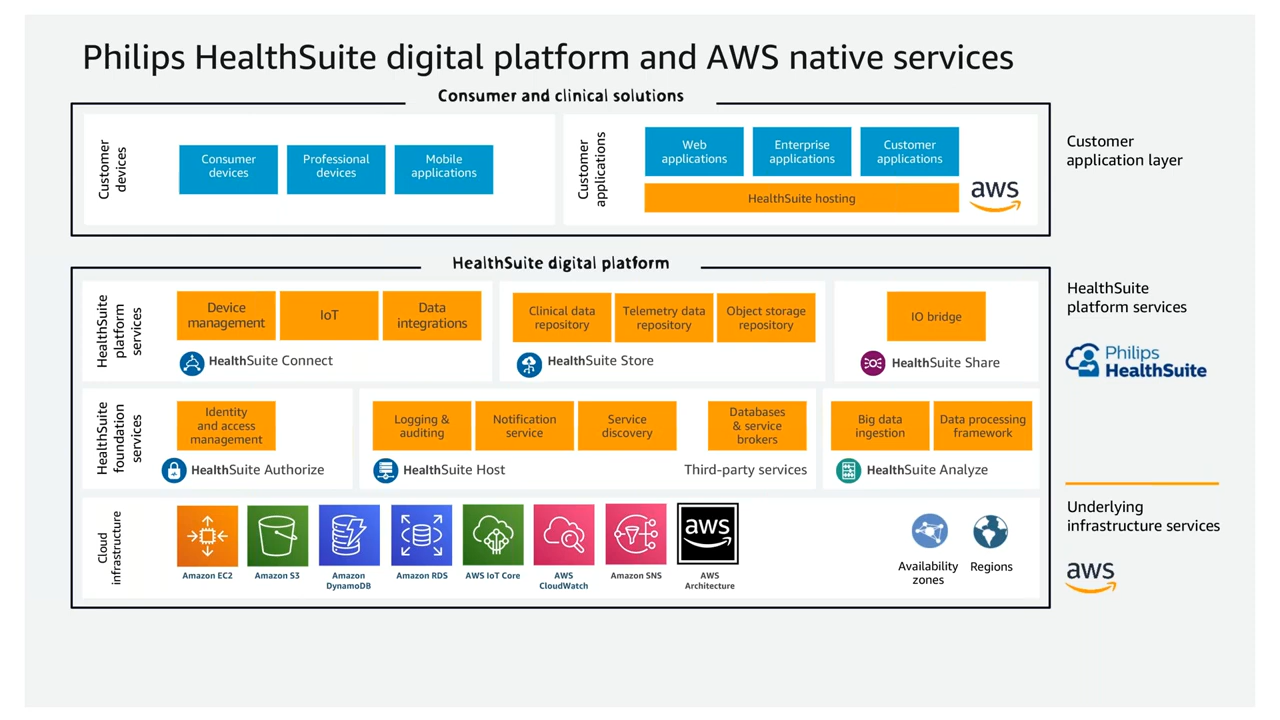 Philips HealthSuite digital platform and AWS native services
Consumer and clinical solutions
Customer
devices
Consumer
devices
Professional
devices
Mobile
applications
Customer
applications
Web
applications
Enterprise
applications
Customer
applications
HealthSuite hosting
aws
Customer
application layer
HealthSuite digital platform
HealthSuite
platform
services
Device
management
IoT
Data
integrations
HealthSuite Connect
Clinical data
repository
Telemetry data
repository
Object storage
repository
HealthSuite Store
IO bridge
HealthSuite Share
HealthSuite
platform services
Philips
HealthSuite
HealthSuite
foundation
services
Identity
and access
management
HealthSuite Authorize
Logging &
auditing
Notification
service
Service
discovery
HealthSuite Host
Databases
& service
brokers
Third-party services
Big data
ingestion
Data processing
framework
HealthSuite Analyze
Cloud
infrastructure
Amazon EC2
Amazon S3
Amazon
DynamoDB
Amazon RDS
AWS IoT Core
AWS
CloudWatch
Amazon SNS
aws
AWS
Architecture
Availability
zones
Regions
Underlying
infrastructure services
aws